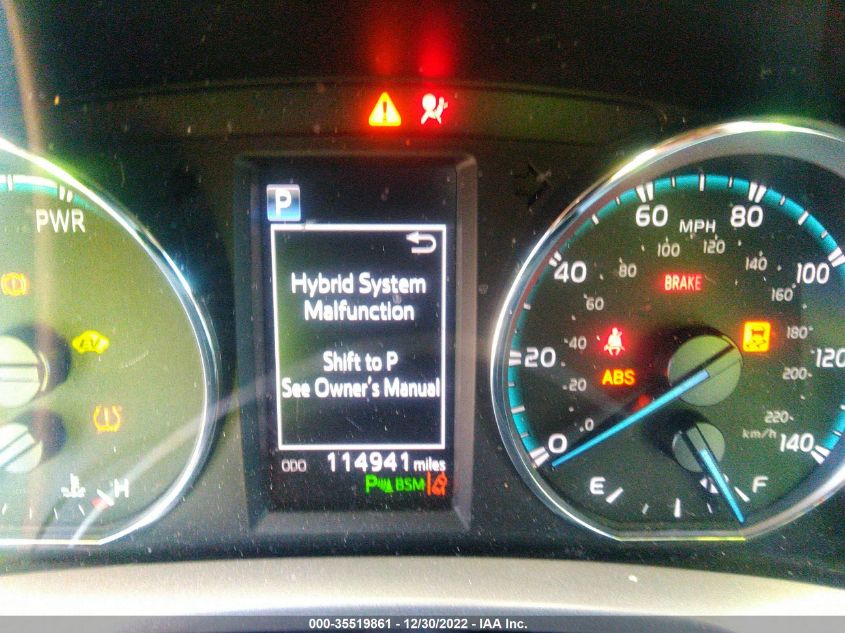 P
PWR
Hybrid System
Malfunction
Shift to P
See Owner's Manual
ODO 114941 miles
P BSM
H
MPH
0
20
40
60
80
100
120
140
0
20
40
60
80
100
120
140
160
180
200
220
km/h
BRAKE
ABS
E F
000-35519861 - 12/30/2022 - IAA Inc.